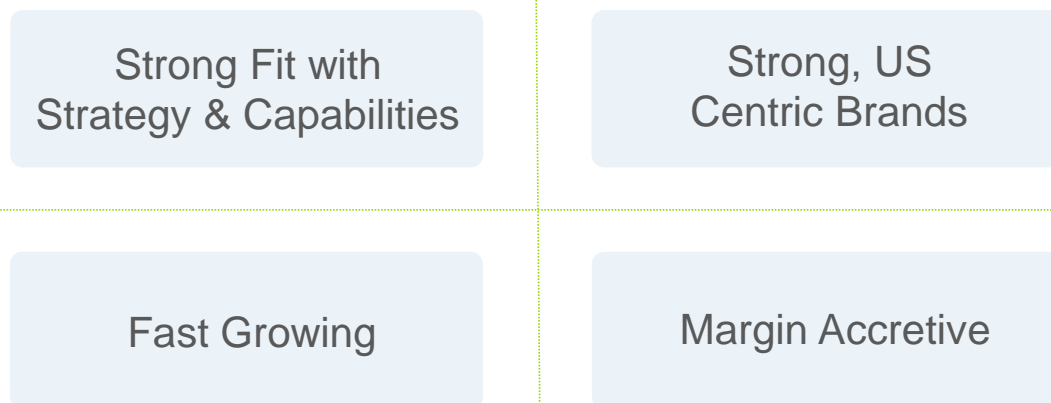 Strong Fit with
Strategy & Capabilities
Strong, US
Centric Brands
Fast Growing
Margin Accretive